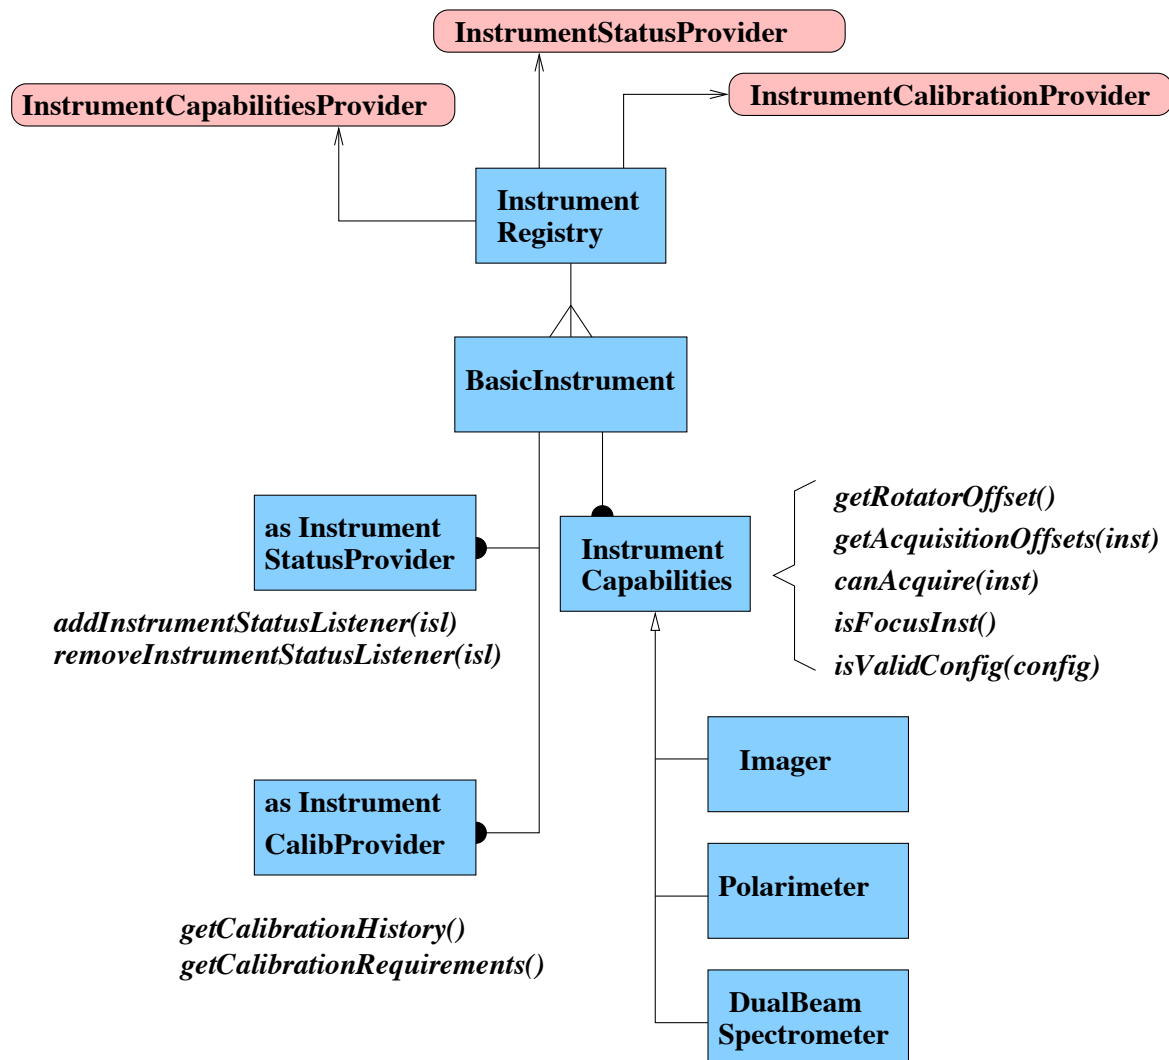 InstrumentStatusProvider
InstrumentCapabilitiesProvider
InstrumentCalibrationProvider
Instrument
Registry
BasicInstrument
as Instrument
StatusProvider
addInstrumentStatusListener(isl)
removeInstrumentStatusListener(isl)
Instrument
Capabilities
getRotatorOffset()
getAcquisitionOffsets(inst)
canAcquire(inst)
isFocusInst()
isValidConfig(config)
Imager
as Instrument
CalibProvider
getCalibrationHistory()
getCalibrationRequirements()
Polarimeter
DualBeam
Spectrometer